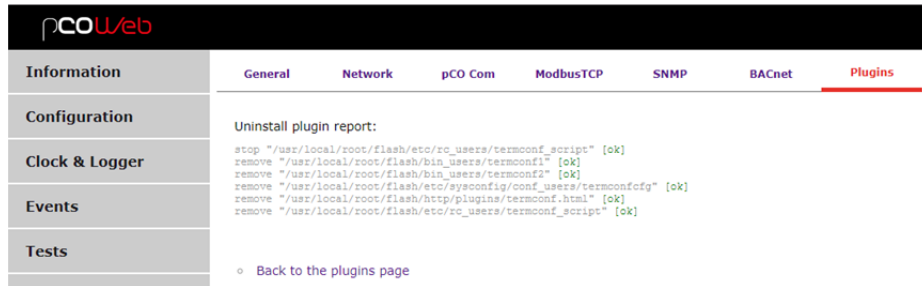 pCOWeb
Information
Configuration
Clock & Logger
Events
Tests
General Network pCO Com ModbusTCP SNMP BACnet Plugins
Uninstall plugin report:
stop "/usr/local/root/flash/etc/rc_users/termconf_script" [ok]
remove "/usr/local/root/flash/bin_users/termconf1" [ok]
remove "/usr/local/root/flash/bin_users/termconf2" [ok]
remove "/usr/local/root/flash/etc/sysconfig/conf_users/termconfcfg" [ok]
remove "/usr/local/root/flash/http/plugins/termconf.html" [ok]
remove "/usr/local/root/flash/etc/rc_users/termconf_script" [ok]
Back to the plugins page